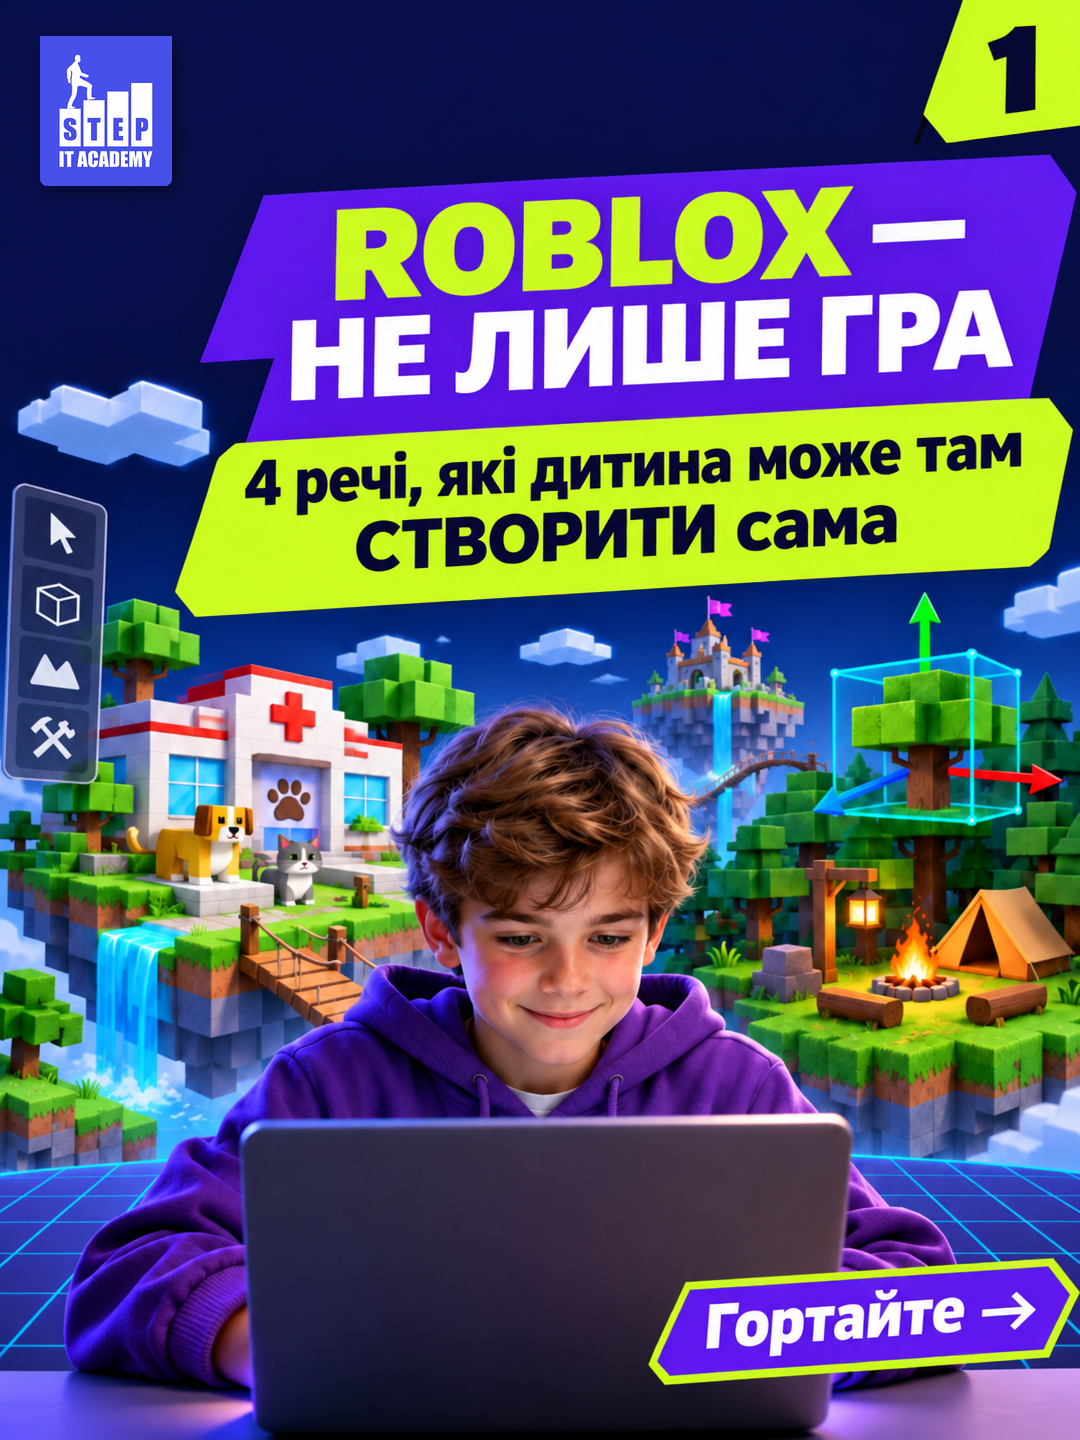 STEP
IT ACADEMY
1
ROBLOX —
НЕ ЛИШЕ ГРА
4 речі, які дитина може там
СТВОРИТИ сама
Гортайте →